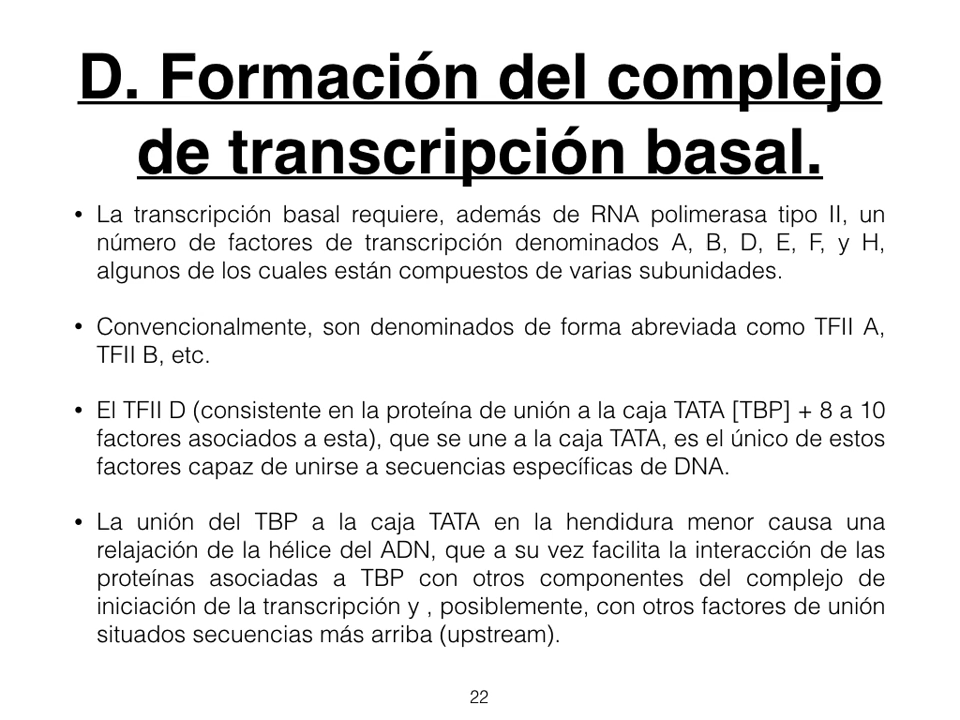 D. Formación del complejo
de transcripción basal.
• La transcripción basal requiere, además de RNA polimerasa tipo II, un
número de factores de transcripción denominados A, B, D, E, F, y H,
algunos de los cuales están compuestos de varias subunidades.
• Convencionalmente, son denominados de forma abreviada como TFII A,
TFII B, etc.
• El TFII D (consistente en la proteína de unión a la caja TATA [TBP] + 8 a 10
factores asociados a esta), que se une a la caja TATA, es el único de estos
factores capaz de unirse a secuencias específicas de DNA.
• La unión del TBP a la caja TATA en la hendidura menor causa una
relajación de la hélice del ADN, que a su vez facilita la interacción de las
proteínas asociadas a TBP con otros componentes del complejo de
iniciación de la transcripción y , posiblemente, con otros factores de unión
situados secuencias más arriba (upstream).
22